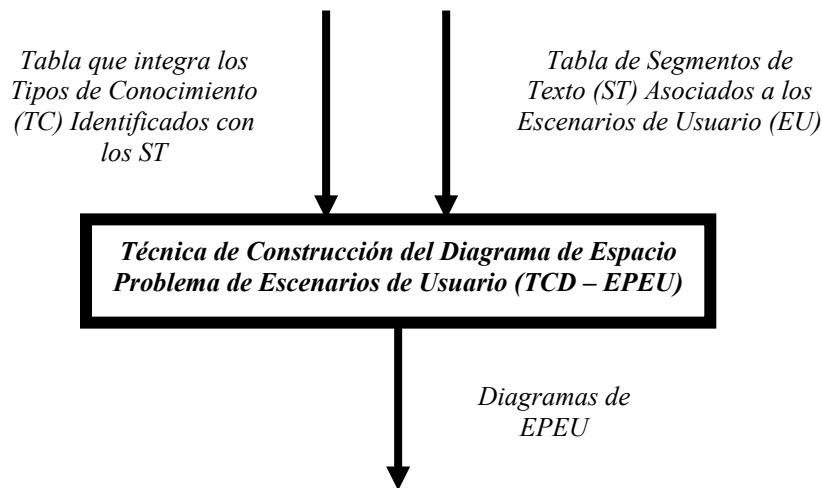 Tabla que integra los
Tipos de Conocimiento
(TC) Identificados con
los ST
Tabla de Segmentos de
Texto (ST) Asociados a los
Escenarios de Usuario (EU)
Técnica de Construcción del Diagrama de Espacio
Problema de Escenarios de Usuario (TCD – EPEU)
Diagramas de
EPEU